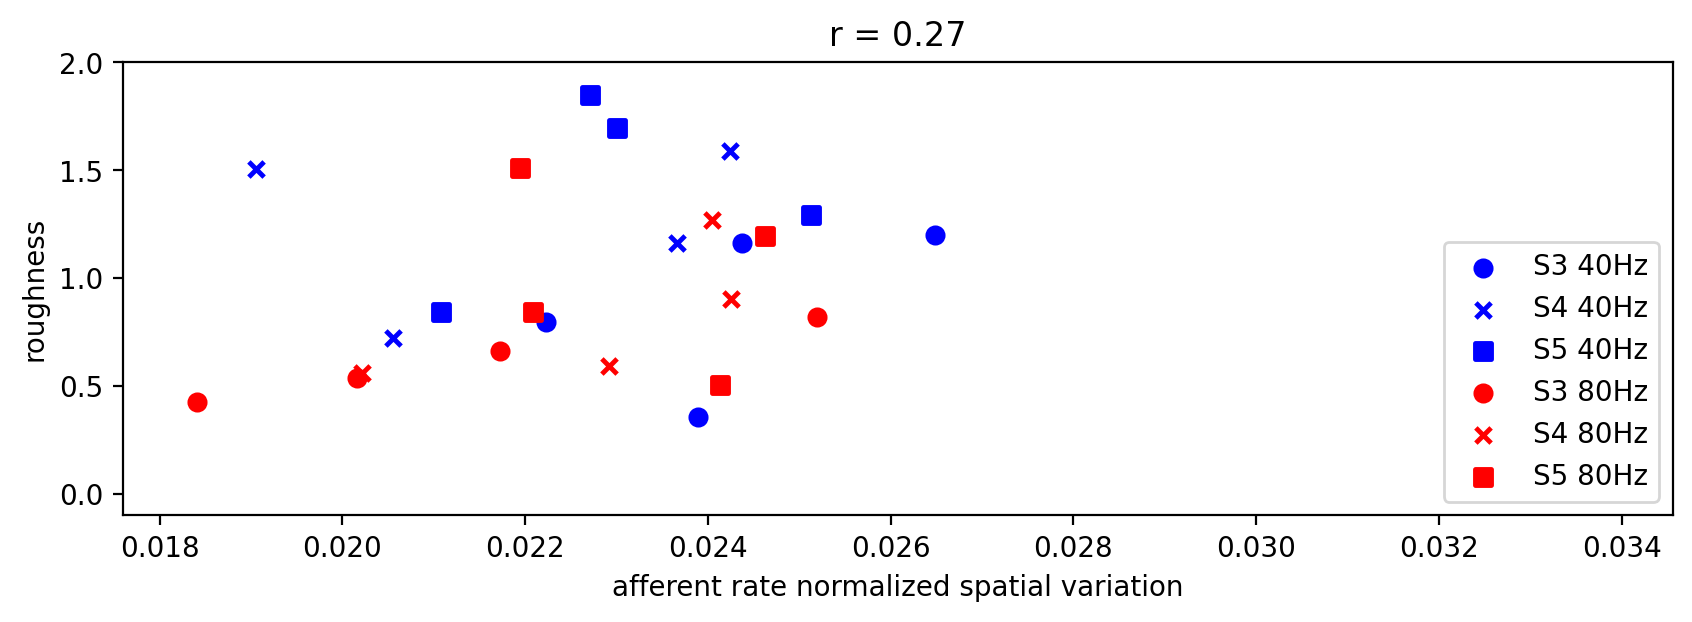 r = 0.27
2.0
1.5
1.0
0.5
0.0
roughness
S3 40Hz
S4 40Hz
S5 40Hz
S3 80Hz
S4 80Hz
S5 80Hz
0.018 0.020 0.022 0.024 0.026 0.028 0.030 0.032 0.034
afferent rate normalized spatial variation